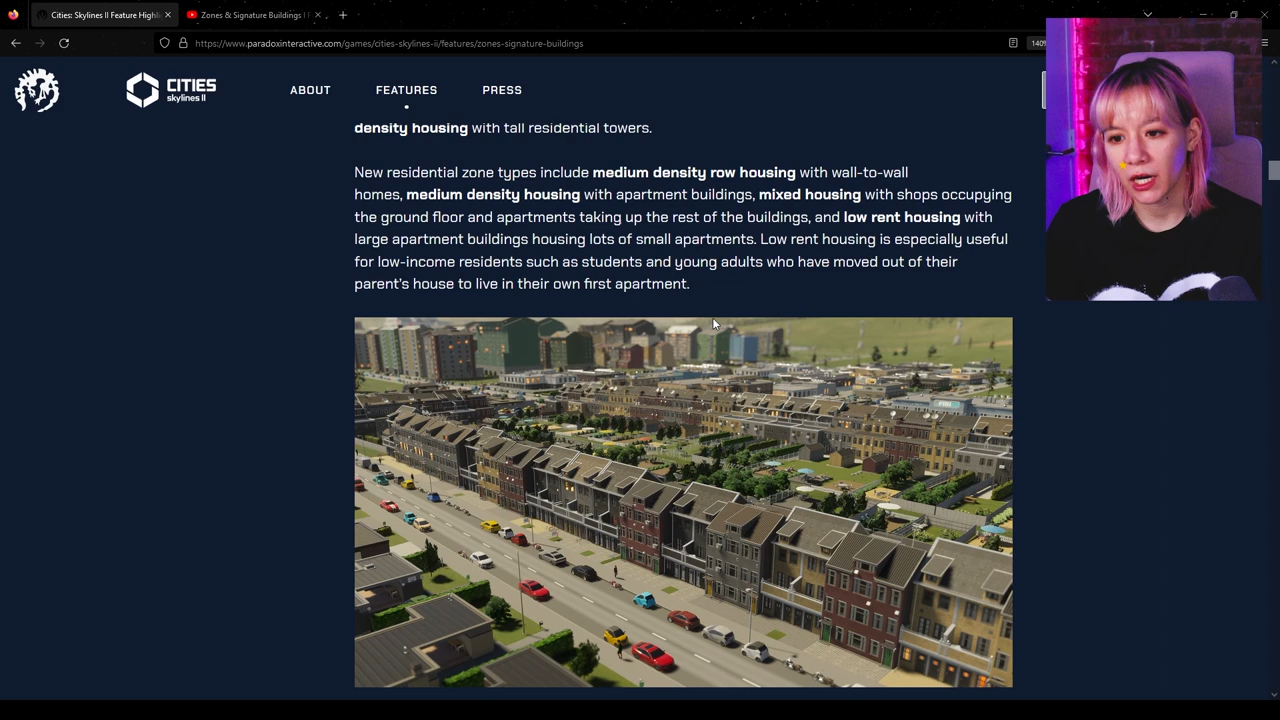 Cities: Skylines II Feature Highli
Zones & Signature Buildings |
https://www.paradoxinteractive.com/games/cities-skylines-ii/features/zones-signature-buildings
140%
CITIES
skylines II
ABOUT
FEATURES
PRESS
density housing with tall residential towers.
New residential zone types include medium density row housing with wall-to-wall
homes, medium density housing with apartment buildings, mixed housing with shops occupying
the ground floor and apartments taking up the rest of the buildings, and low rent housing with
large apartment buildings housing lots of small apartments. Low rent housing is especially useful
for low-income residents such as students and young adults who have moved out of their
parent's house to live in their own first apartment.